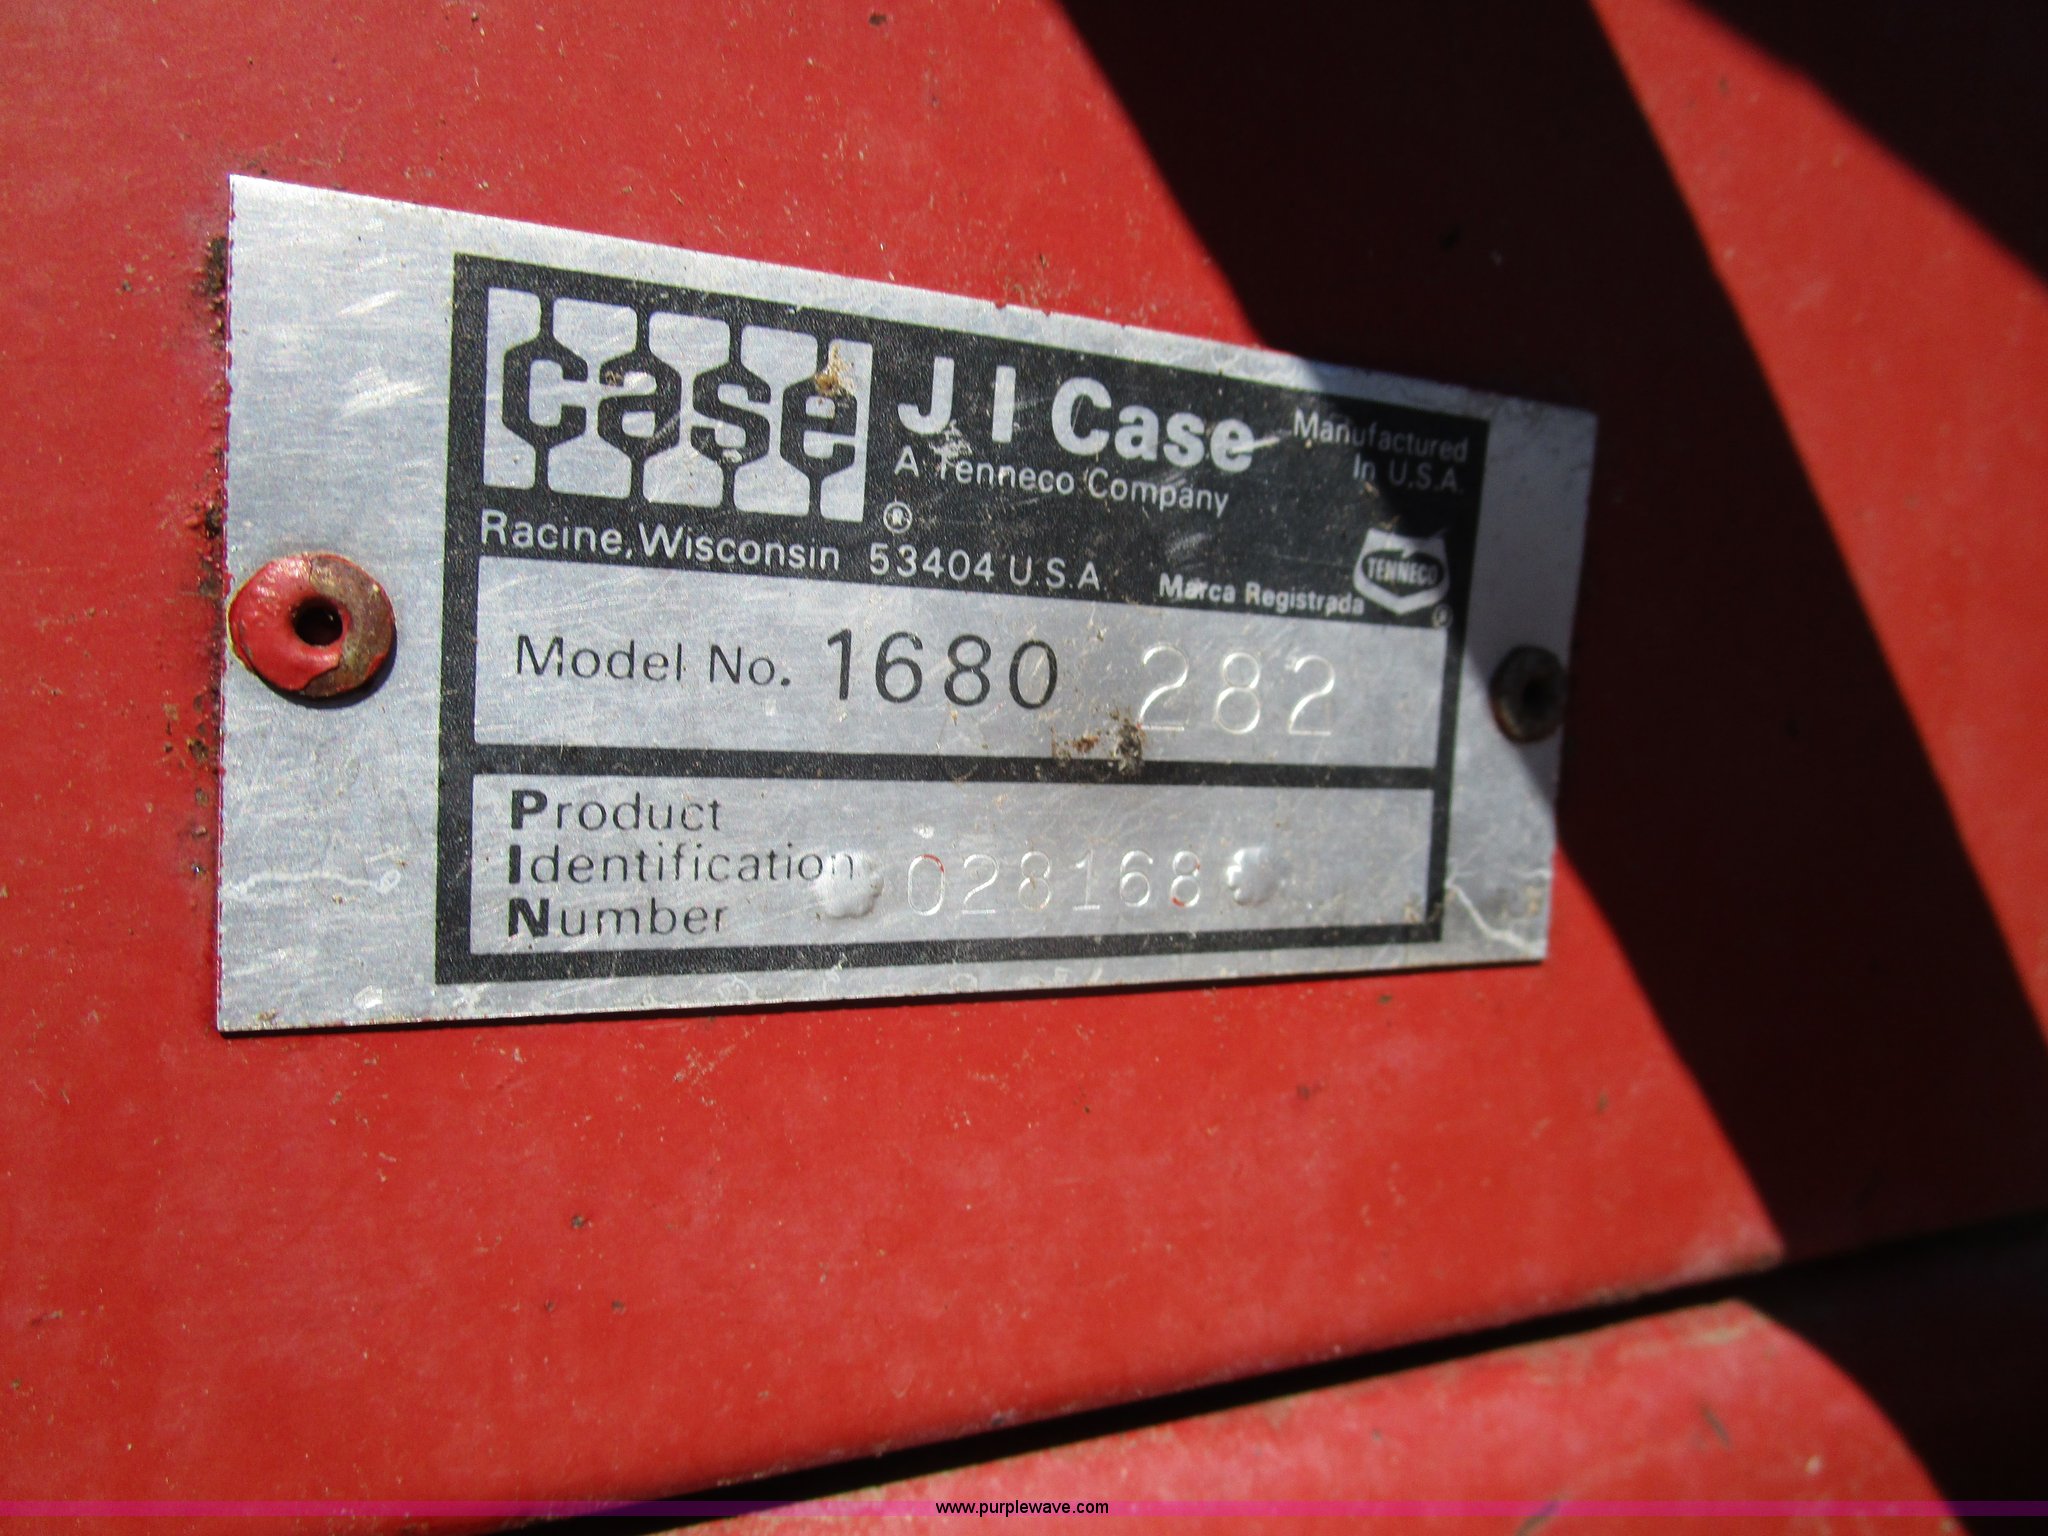 case ® J I Case
A Tenneco Company
Manufactured
In U.S.A.
Racine, Wisconsin 53404 U.S.A.
Marca Registrada
TENNECO ®
Model No. 1680 282
Product
Identification
Number
028168
www.purplewave.com